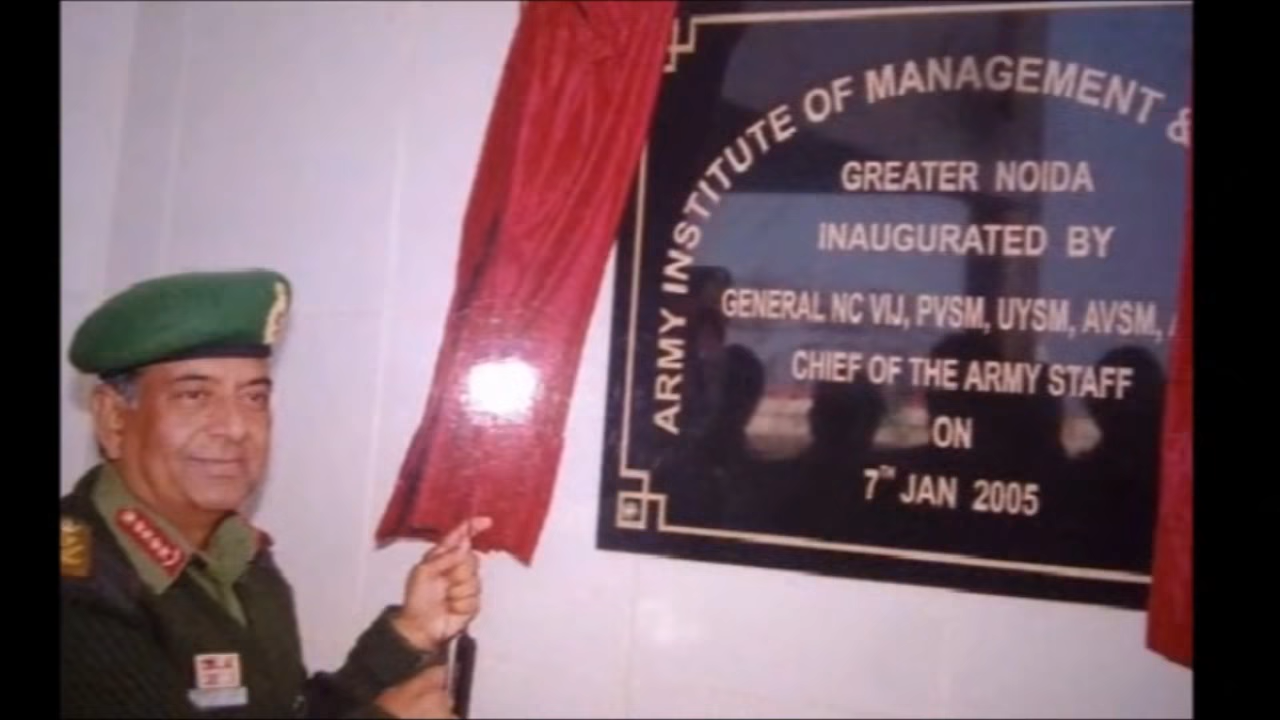 ARMY INSTITUTE OF MANAGEMENT &
GREATER NOIDA
INAUGURATED BY
GENERAL NC VIJ, PVSM, UYSM, AVSM,
CHIEF OF THE ARMY STAFF
ON
7TH JAN 2005